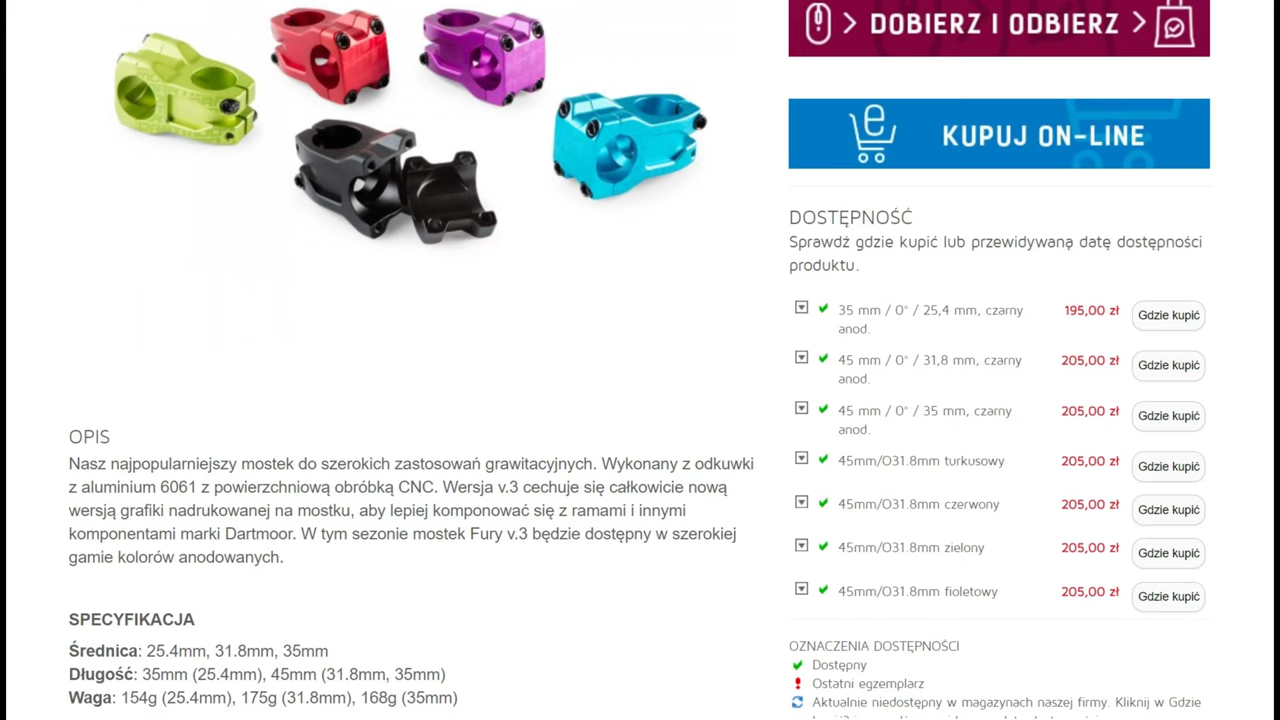 DOBIERZ I ODBIERZ
KUPUJ ON-LINE
DOSTĘPNOŚĆ
Sprawdź gdzie kupić lub przewidywaną datę dostępności
produktu.
35 mm / 0° / 25,4 mm, czarny anod. 195,00 zł Gdzie kupić
45 mm / 0° / 31,8 mm, czarny anod. 205,00 zł Gdzie kupić
45 mm / 0° / 35 mm, czarny anod. 205,00 zł Gdzie kupić
45mm/O31.8mm turkusowy 205,00 zł Gdzie kupić
45mm/O31.8mm czerwony 205,00 zł Gdzie kupić
45mm/O31.8mm zielony 205,00 zł Gdzie kupić
45mm/O31.8mm fioletowy 205,00 zł Gdzie kupić
OZNACZENIA DOSTĘPNOŚCI
Dostępny
Ostatni egzemplarz
Aktualnie niedostępny w magazynach naszej firmy. Kliknij w Gdzie
OPIS
Nasz najpopularniejszy mostek do szerokich zastosowań grawitacyjnych. Wykonany z odkuwki
z aluminium 6061 z powierzchniową obróbką CNC. Wersja v.3 cechuje się całkowicie nową
wersją grafiki nadrukowanej na mostku, aby lepiej komponować się z ramami i innymi
komponentami marki Dartmoor. W tym sezonie mostek Fury v.3 będzie dostępny w szerokiej
gamie kolorów anodowanych.
SPECYFIKACJA
Średnica: 25.4mm, 31.8mm, 35mm
Długość: 35mm (25.4mm), 45mm (31.8mm, 35mm)
Waga: 154g (25.4mm), 175g (31.8mm), 168g (35mm)